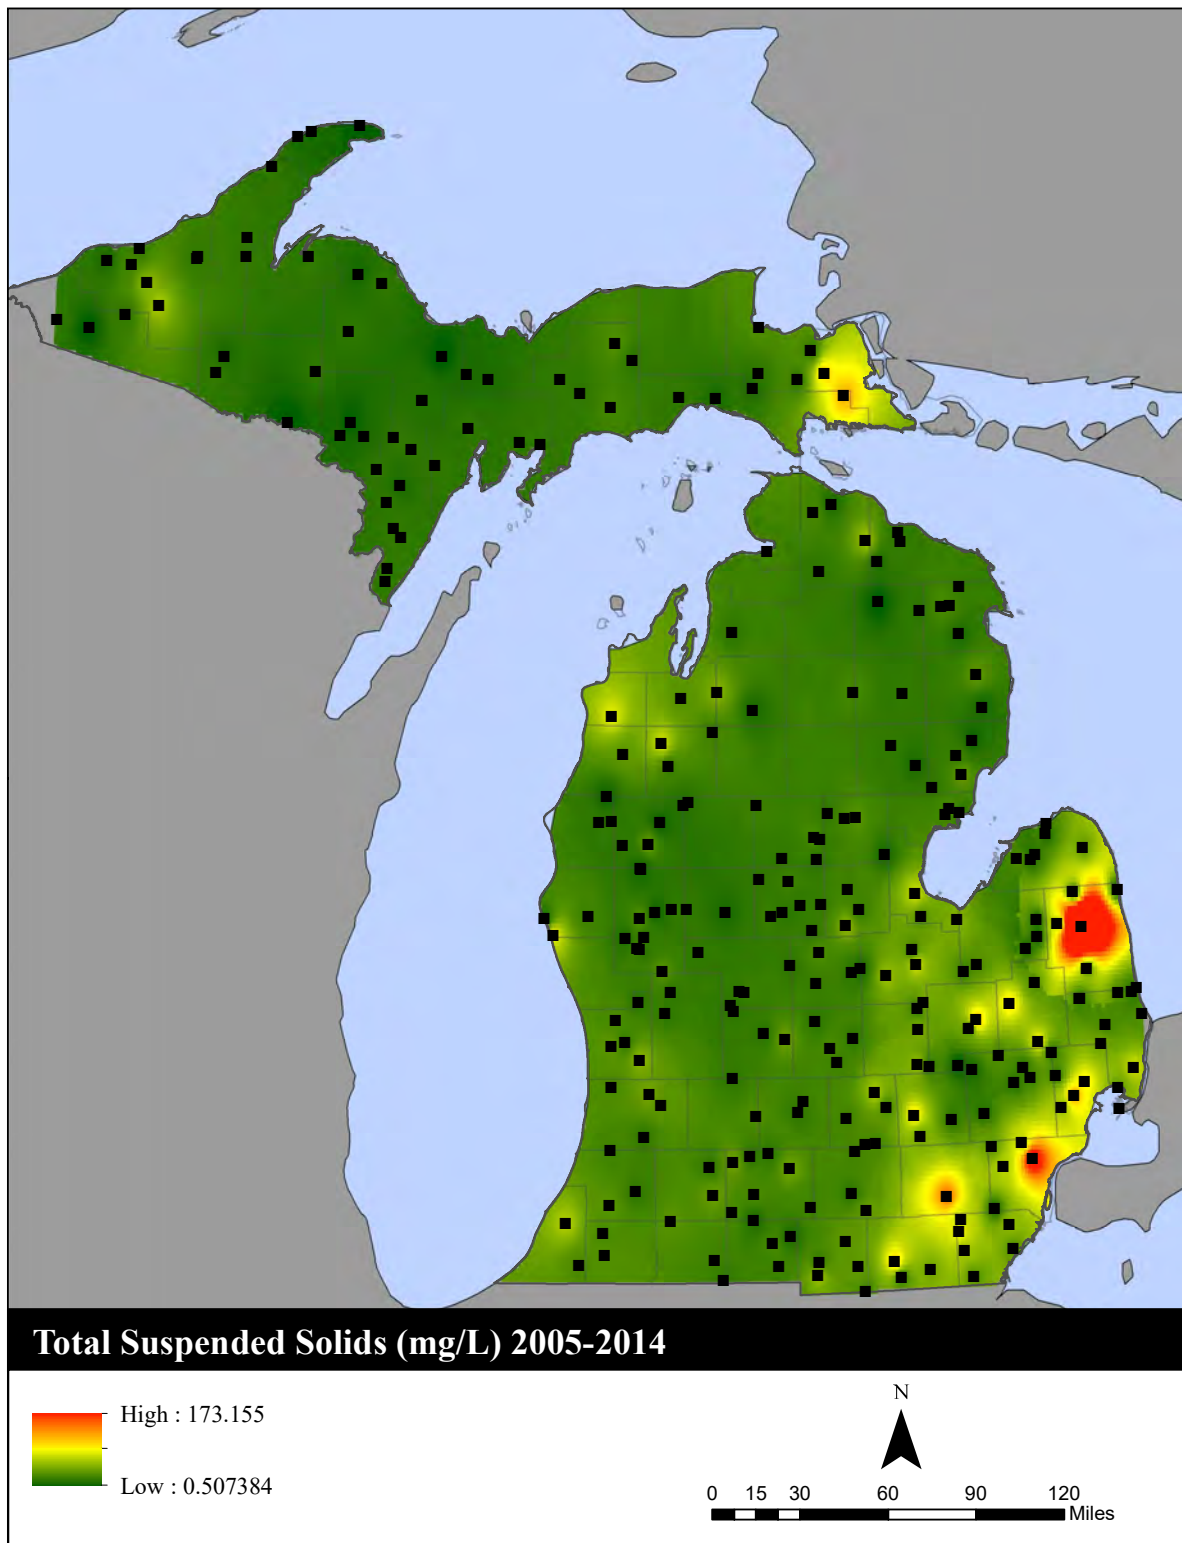 Total Suspended Solids (mg/L) 2005-2014
High : 173.155
Low : 0.507384
N
0 15 30 60 90 120
Miles